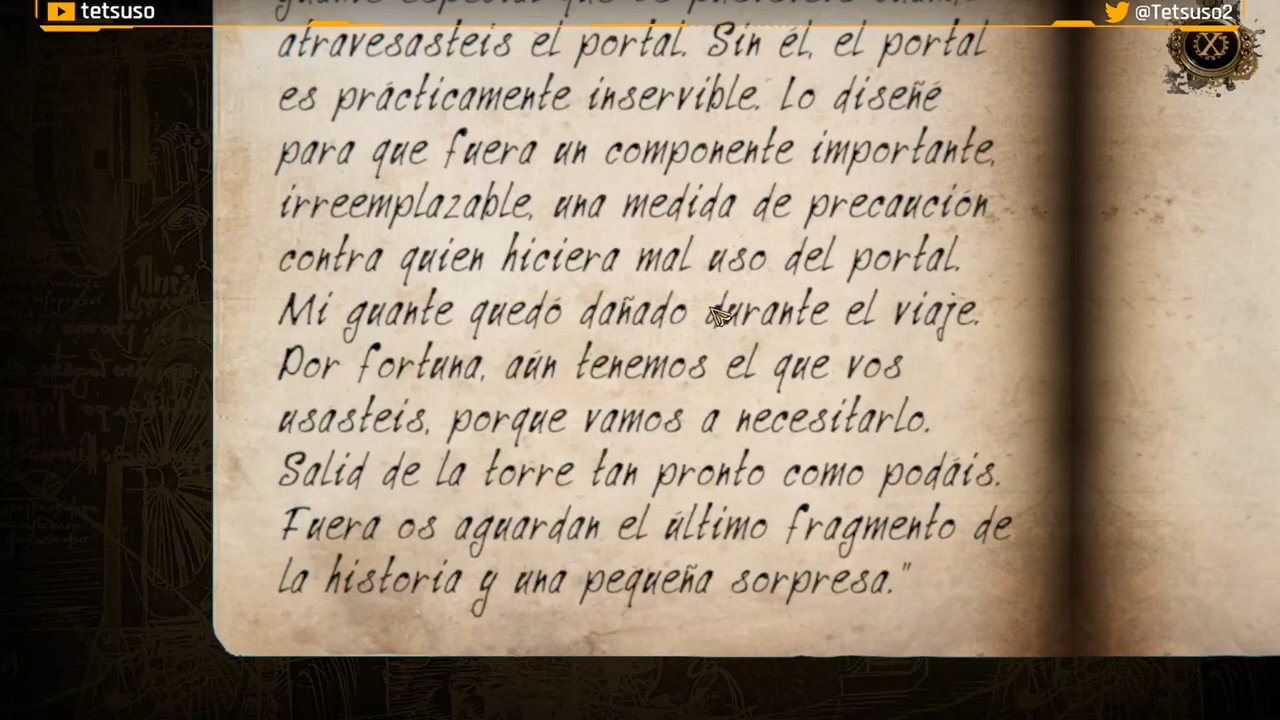 tetsuso
@Tetsuso2
atravesasteis el portal. Sin él, el portal
es prácticamente inservible. Lo diseñé
para que fuera un componente importante,
irreemplazable, una medida de precaución
contra quien hiciera mal uso del portal.
Mi guante quedó dañado durante el viaje.
Por fortuna, aún tenemos el que vos
usasteis, porque vamos a necesitarlo.
Salid de la torre tan pronto como podáis.
Fuera os aguardan el último fragmento de
la historia y una pequeña sorpresa."